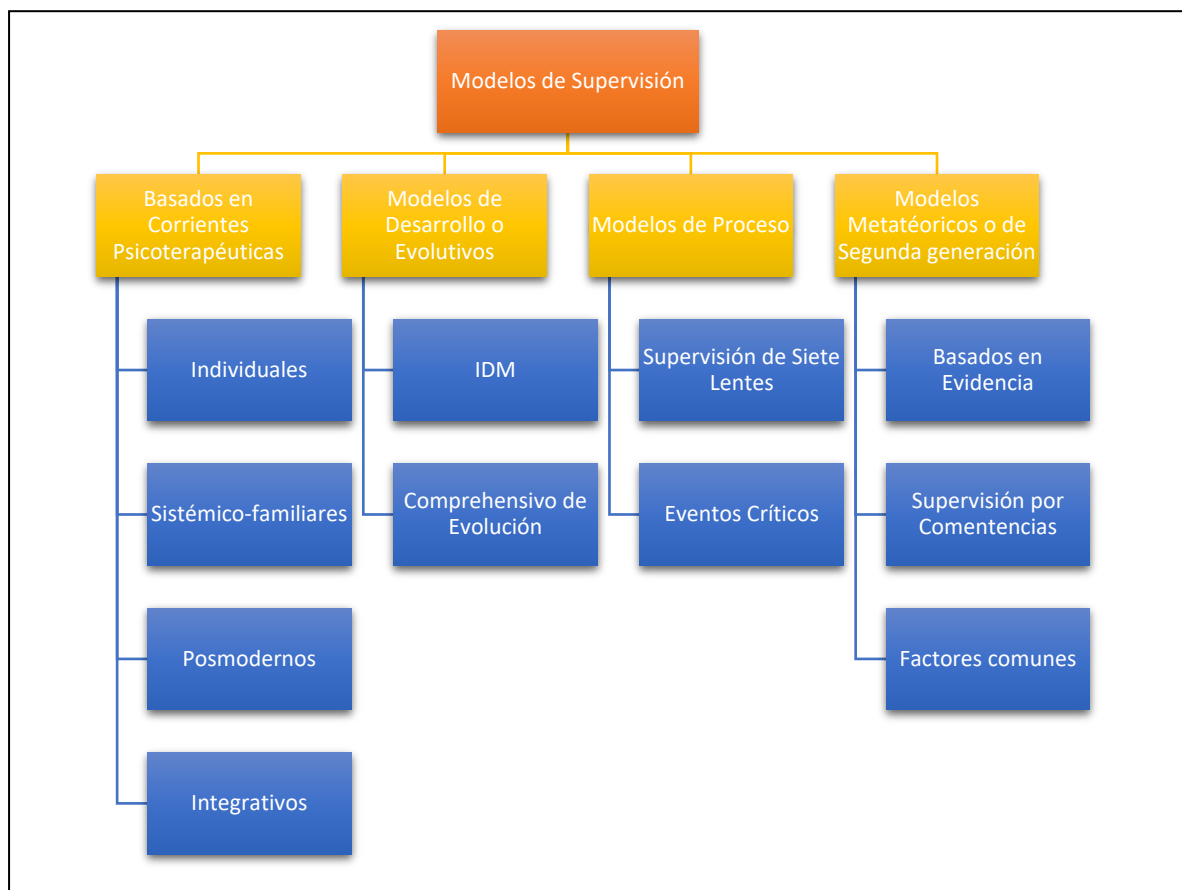 Modelos de Supervisión
Basados en
Corrientes
Psicoterapéuticas
Individuales
Sistémico-familiares
Posmodernos
Integrativos
Modelos de
Desarrollo o
Evolutivos
IDM
Comprehensivo de
Evolución
Modelos de Proceso
Supervisión de Siete
Lentes
Eventos Críticos
Modelos
Metatéoricos o de
Segunda generación
Basados en
Evidencia
Supervisión por
Comentencias
Factores comunes